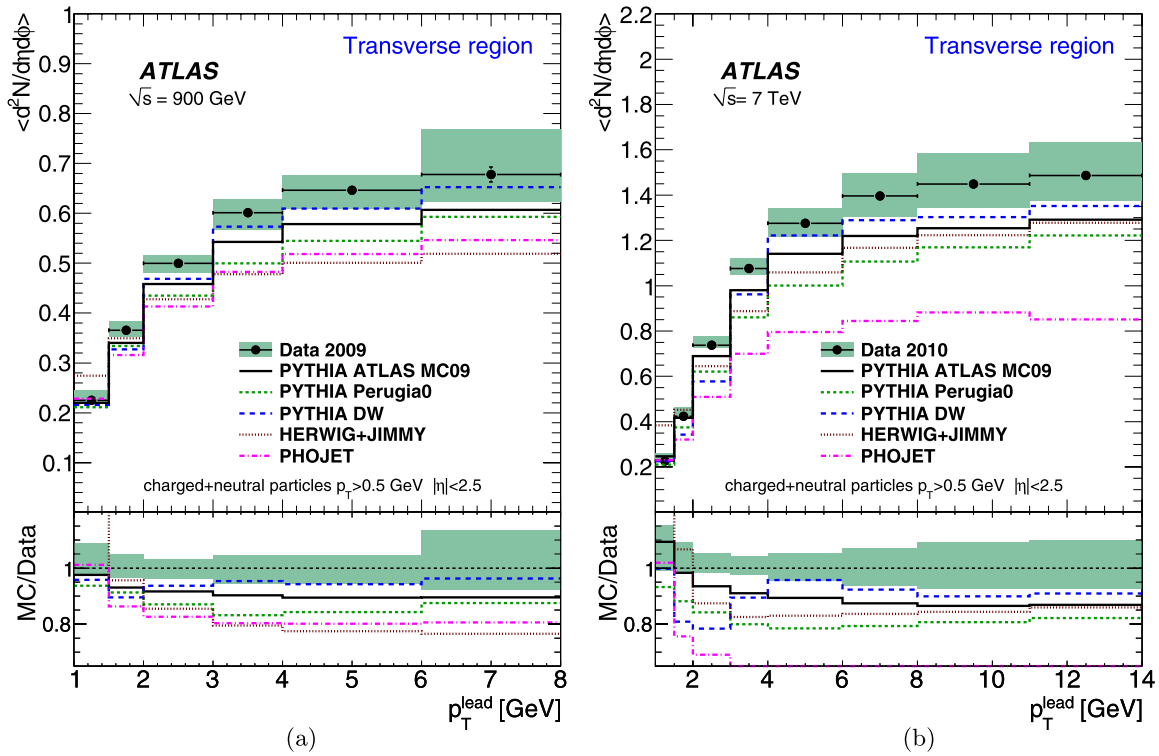 <d²N/dηdϕ>
1
0.9
0.8
0.7
0.6
0.5
0.4
0.3
0.2
0.1
Transverse region
ATLAS
√s = 900 GeV
Data 2009
PYTHIA ATLAS MC09
PYTHIA Perugia0
PYTHIA DW
HERWIG+JIMMY
PHOJET
charged+neutral particles p_T>0.5 GeV |η|<2.5
MC/Data
1
0.8
1 2 3 4 5 6 7 8
p_T^lead [GeV]
(a)
<d²N/dηdϕ>
2.2
2.0
1.8
1.6
1.4
1.2
1
0.8
0.6
0.4
0.2
Transverse region
ATLAS
√s= 7 TeV
Data 2010
PYTHIA ATLAS MC09
PYTHIA Perugia0
PYTHIA DW
HERWIG+JIMMY
PHOJET
charged+neutral particles p_T>0.5 GeV |η|<2.5
MC/Data
1
0.8
2 4 6 8 10 12 14
p_T^lead [GeV]
(b)